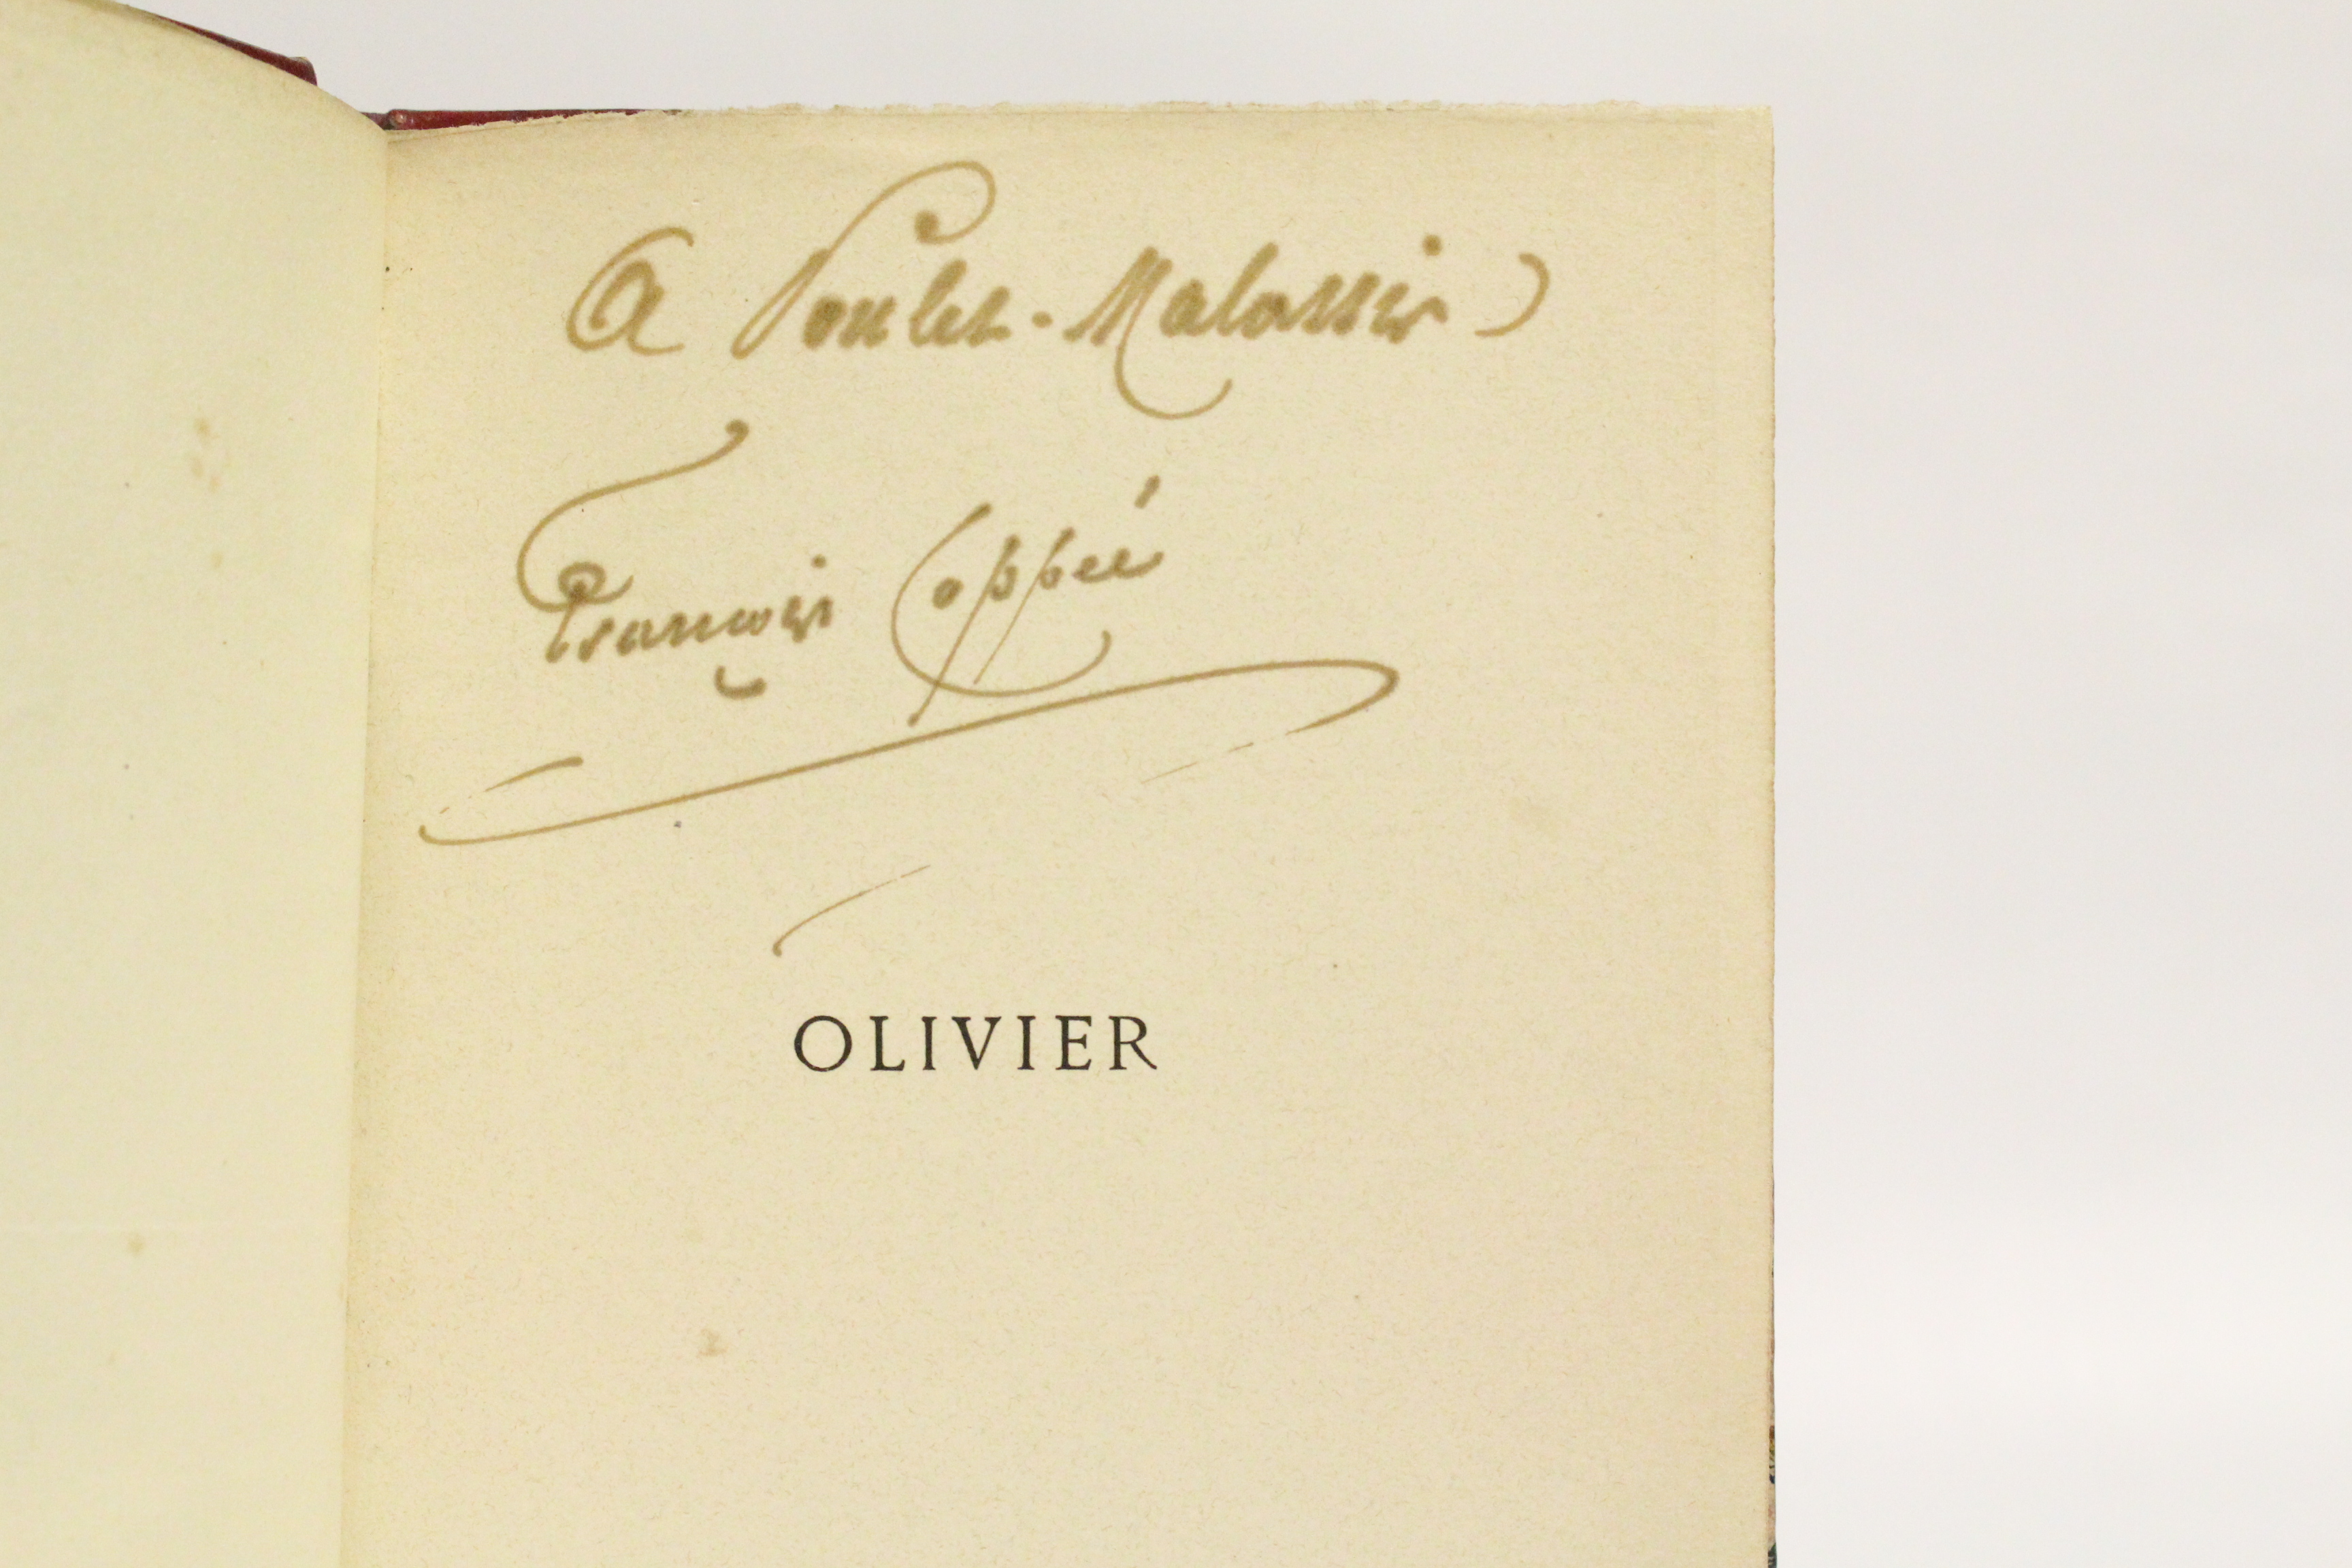 A Poulet-Malassis
François Coppée
OLIVIER